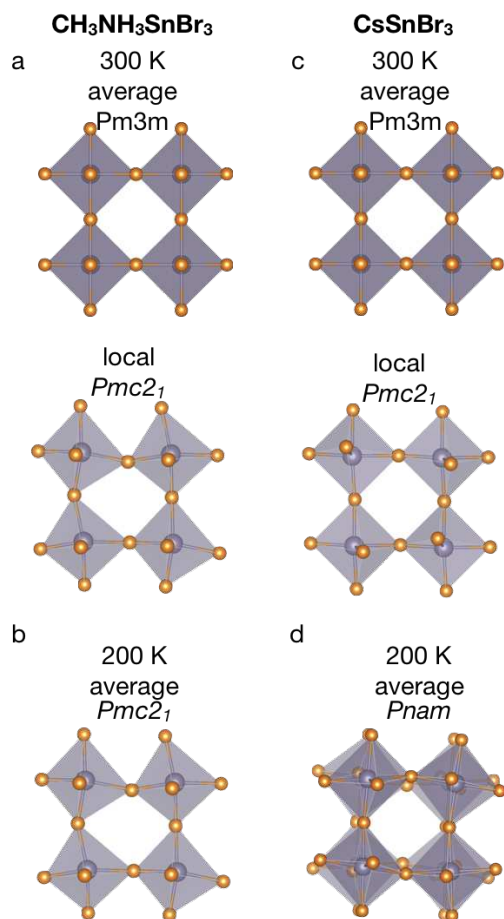 CH₃NH₃SnBr₃
a
300 K
average
Pm3m
local
Pmc2₁
b
200 K
average
Pmc2₁
CsSnBr₃
c
300 K
average
Pm3m
local
Pmc2₁
d
200 K
average
Pnam